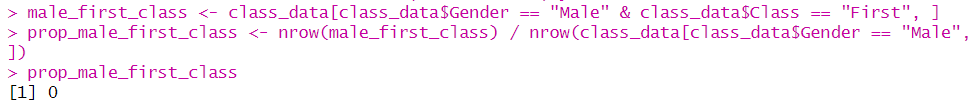 > male_first_class <- class_data[class_data$Gender == "Male" & class_data$Class == "First", ]
> prop_male_first_class <- nrow(male_first_class) / nrow(class_data[class_data$Gender == "Male",
])
> prop_male_first_class
[1] 0